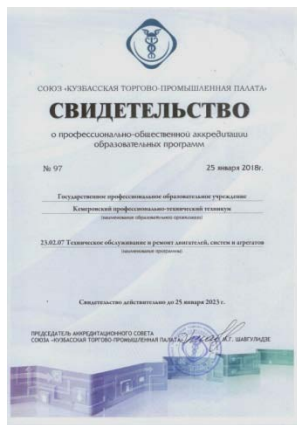 СОЮЗ «КУЗБАССКАЯ ТОРГОВО-ПРОМЫШЛЕННАЯ ПАЛАТА»
СВИДЕТЕЛЬСТВО
о профессионально-общественной аккредитации
образовательных программ
№ 97 25 января 2018г.
Государственное профессиональное образовательное учреждение
Кемеровский профессионально-технический техникум
(наименование образовательной организации)
23.02.07 Техническое обслуживание и ремонт двигателей, систем и агрегатов
(наименование программы)
Свидетельство действительно до 25 января 2023 г.
ПРЕДСЕДАТЕЛЬ АККРЕДИТАЦИОННОГО СОВЕТА
СОЮЗА «КУЗБАССКАЯ ТОРГОВО-ПРОМЫШЛЕННАЯ ПАЛАТА» М.Г. ШАВГУЛИДЗЕ